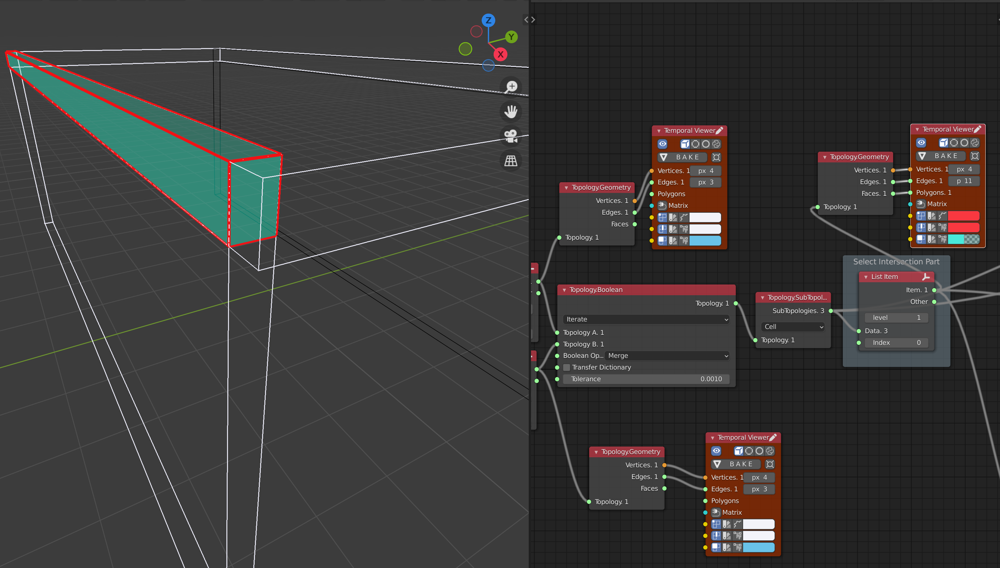 Z
Y
X
Temporal Viewer
BAKE
Vertices. 1 px 4
Edges. 1 px 3
Polygons
Matrix
Topology.Geometry
Vertices. 1
Edges. 1
Faces
Topology. 1
Temporal Viewer
BAKE
Vertices. 1 px 4
Edges. 1 p 11
Polygons. 1
Matrix
Topology.Geometry
Vertices. 1
Edges. 1
Faces. 1
Topology. 1
Select Intersection Part
List Item
Item. 1
Other
level 1
Data. 3
Index 0
Topology.Boolean
Topology. 1
Iterate
Topology A. 1
Topology B. 1
Boolean Op... Merge
Transfer Dictionary
Tolerance 0.0010
Topology.SubTopol...
SubTopologies. 3
Cell
Topology. 1
Topology.Geometry
Vertices. 1
Edges. 1
Faces
Topology. 1
Temporal Viewer
BAKE
Vertices. 1 px 4
Edges. 1 px 3
Polygons
Matrix